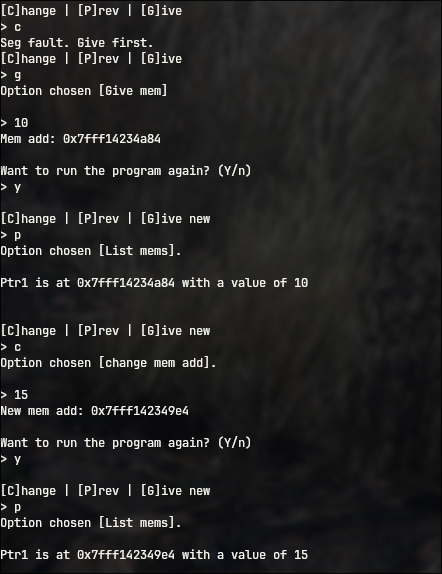 [C]hange | [P]rev | [G]ive
> c
Seg fault. Give first.
[C]hange | [P]rev | [G]ive
> g
Option chosen [Give mem]
> 10
Mem add: 0x7fff14234a84
Want to run the program again? (Y/n)
> y
[C]hange | [P]rev | [G]ive new
> p
Option chosen [List mems].
Ptr1 is at 0x7fff14234a84 with a value of 10
[C]hange | [P]rev | [G]ive new
> c
Option chosen [change mem add].
> 15
New mem add: 0x7fff142349e4
Want to run the program again? (Y/n)
> y
[C]hange | [P]rev | [G]ive new
> p
Option chosen [List mems].
Ptr1 is at 0x7fff142349e4 with a value of 15